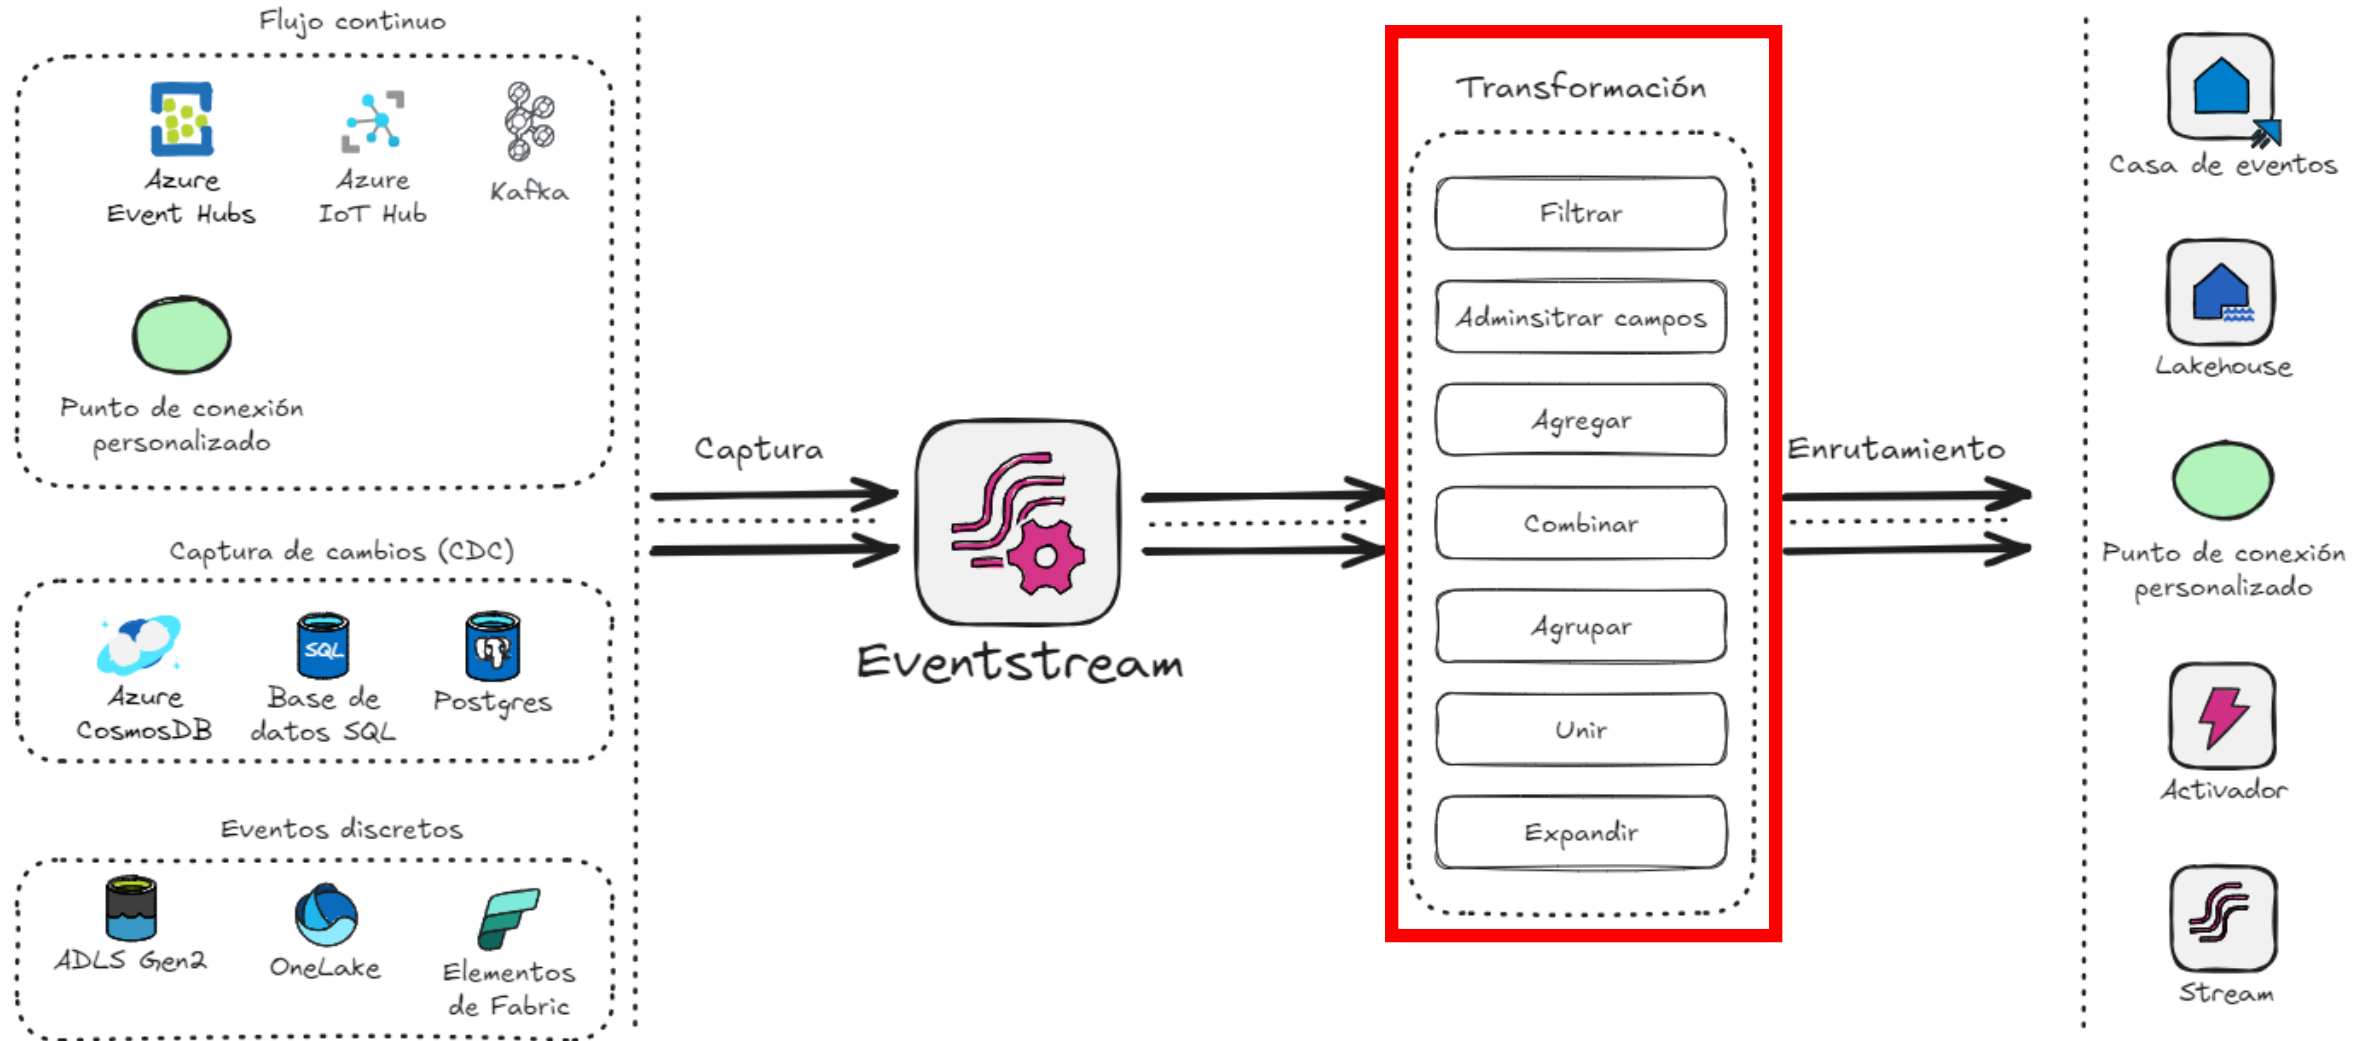 Flujo continuo
Azure
Event Hubs
Azure
IoT Hub
Kafka
Punto de conexión
personalizado
Captura de cambios (CDC)
Azure
CosmosDB
SQL
Base de
datos SQL
Postgres
Eventos discretos
ADLS Gen2
OneLake
Elementos
de Fabric
Captura
Eventstream
Transformación
Filtrar
Adminsitrar campos
Agregar
Combinar
Agrupar
Unir
Expandir
Enrutamiento
Casa de eventos
Lakehouse
Punto de conexión
personalizado
Activador
Stream